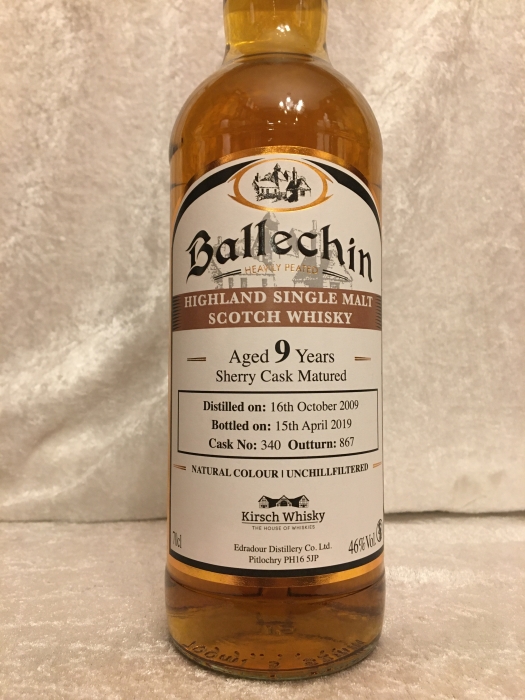 Ballechin
HEAVILY PEATED
HIGHLAND SINGLE MALT
SCOTCH WHISKY
Aged 9 Years
Sherry Cask Matured
Distilled on: 16th October 2009
Bottled on: 15th April 2019
Cask No: 340 Outturn: 867
NATURAL COLOUR | UNCHILLFILTERED
Kirsch Whisky
THE HOUSE OF WHISKIES
70cl
46% Vol.
Edradour Distillery Co. Ltd.
Pitlochry PH16 5JP